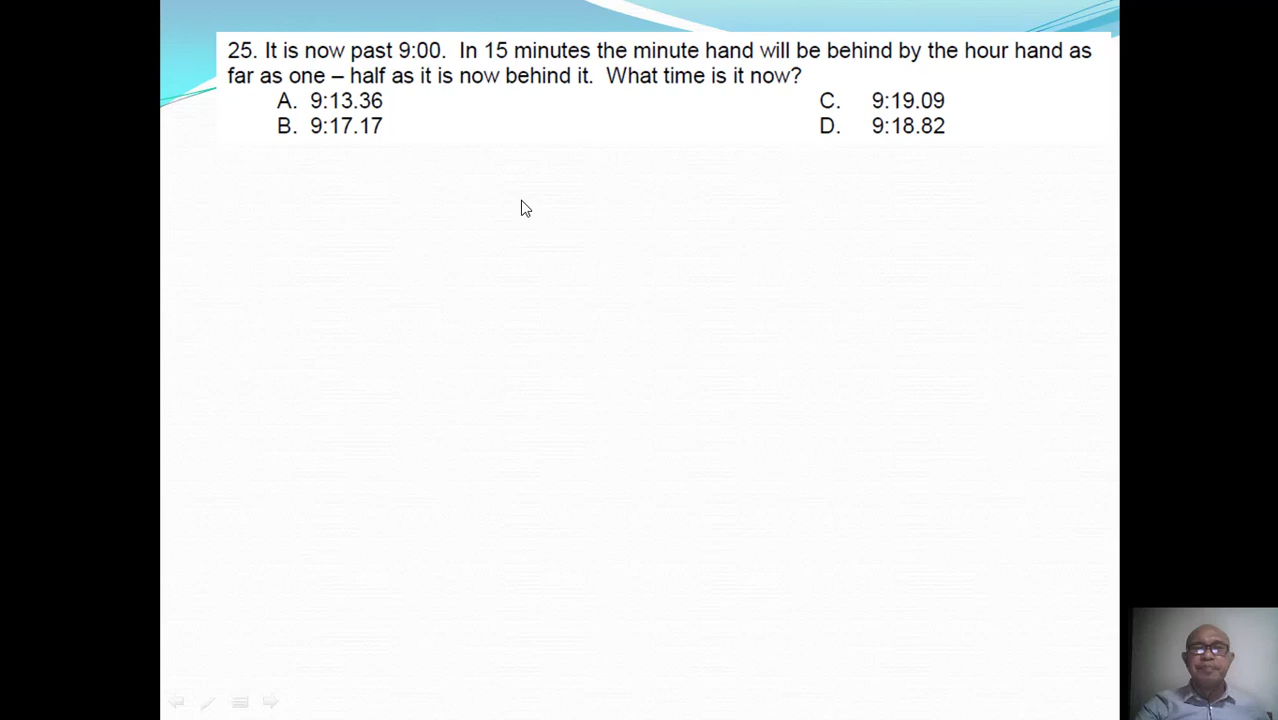 25. It is now past 9:00. In 15 minutes the minute hand will be behind by the hour hand as
far as one – half as it is now behind it. What time is it now?
A. 9:13.36 C. 9:19.09
B. 9:17.17 D. 9:18.82